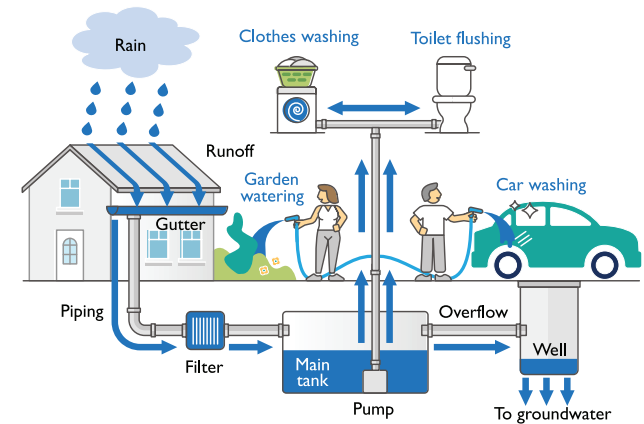 Rain
Clothes washing
Toilet flushing
Runoff
Garden
watering
Car washing
Gutter
Piping
Filter
Main
tank
Pump
Overflow
Well
To groundwater